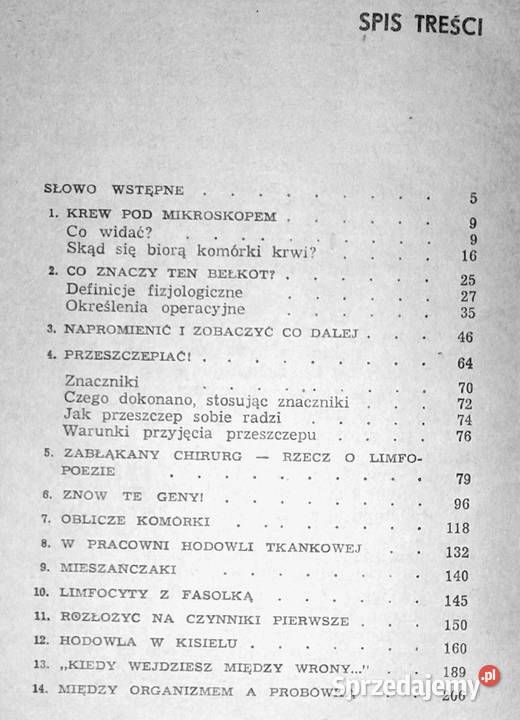 SPIS TREŚCI
SŁOWO WSTĘPNE . . . . . . . . 5
1. KREW POD MIKROSKOPEM . . . . . 9
Co widać? . . . . . . . . 9
Skąd się biorą komórki krwi? . . . . 16
2. CO ZNACZY TEN BEŁKOT? . . . . . 25
Definicje fizjologiczne . . . . . 27
Określenia operacyjne . . . . . 35
3. NAPROMIENIĆ I ZOBACZYĆ CO DALEJ . . . 46
4. PRZESZCZEPIAĆ! . . . . . . . . 64
Znaczniki . . . . . . . 70
Czego dokonano, stosując znaczniki . . . 72
Jak przeszczep sobie radzi . . . . 74
Warunki przyjęcia przeszczepu . . . . 76
5. ZABŁĄKANY CHIRURG — RZECZ O LIMFO-
POEZIE . . . . . . . . 79
6. ZNOW TE GENY! . . . . . . . 96
7. OBLICZE KOMÓRKI . . . . . . 118
8. W PRACOWNI HODOWLI TKANKOWEJ . . . 132
9. MIESZAŃCZAKI . . . . . . . 140
10. LIMFOCYTY Z FASOLKĄ . . . . . 145
11. ROZŁOŻYC NA CZYNNIKI PIERWSZE . . . 150
12. HODOWLA W KISIELU . . . . . . 160
13. „KIEDY WEJDZIESZ MIĘDZY WRONY..." . . 189
14. MIĘDZY ORGANIZMEM A PROBÓWKĄ . 206
Sprzedajemy.pl